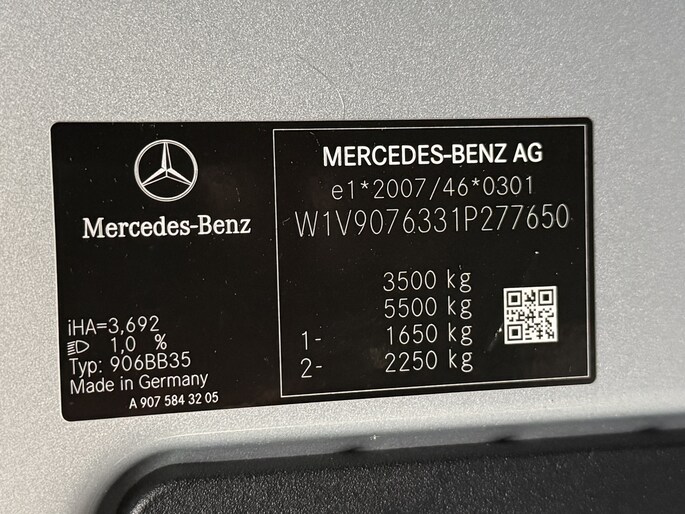 Mercedes-Benz
iHA=3,692
1,0 %
Typ: 906BB35
Made in Germany
A 907 584 32 05
MERCEDES-BENZ AG
e1*2007/46*0301
W1V9076331P277650
3500 kg
5500 kg
1- 1650 kg
2- 2250 kg